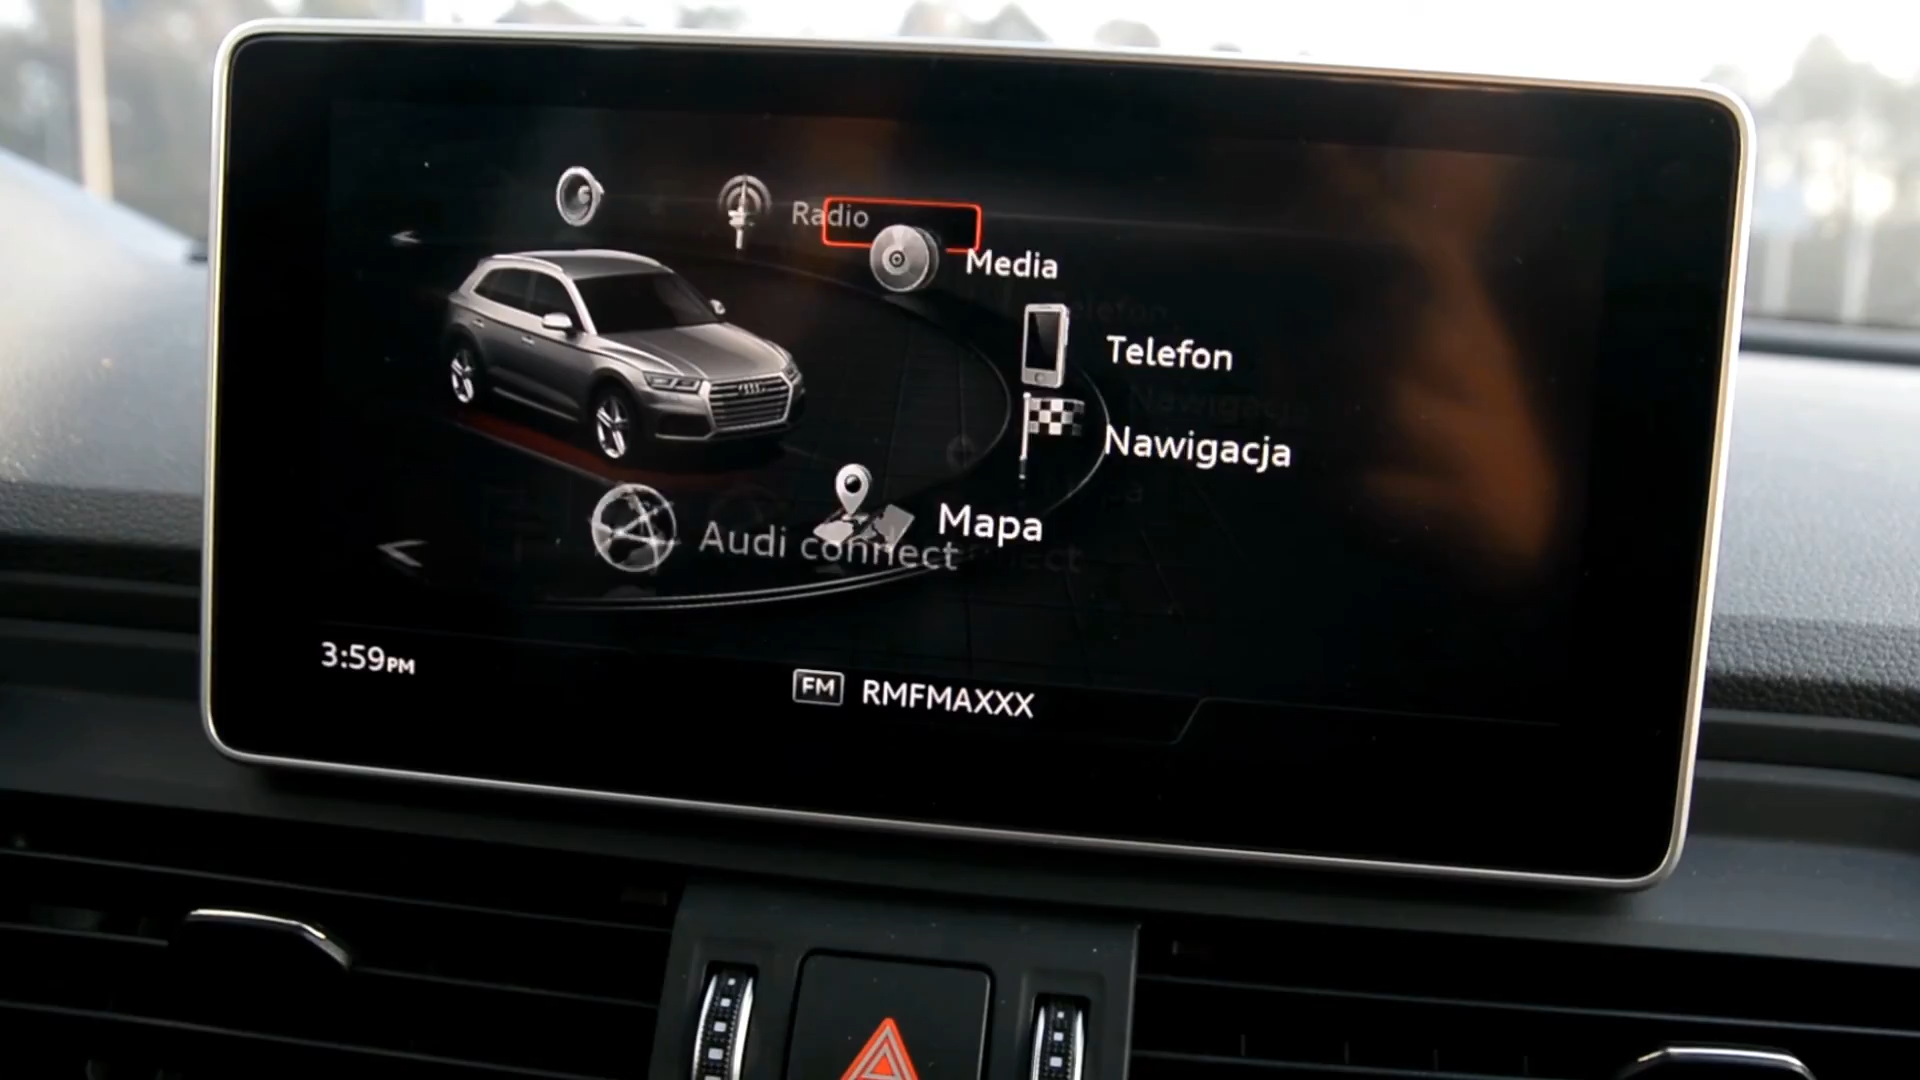 Radio
Media
Telefon
Nawigacja
Mapa
Audi connect
3:59PM
FM RMFMAXXX